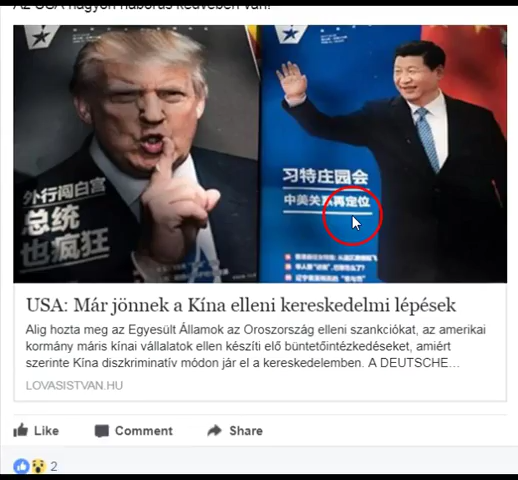 Az USA nagyon háborús kedvében van!
外行闯白宫
总统
也疯狂
习特庄园会
中美关系再定位
USA: Már jönnek a Kína elleni kereskedelmi lépések
Alig hozta meg az Egyesült Államok az Oroszország elleni szankciókat, az amerikai
kormány máris kínai vállalatok ellen készíti elő büntetőintézkedéseket, amiért
szerinte Kína diszkriminatív módon jár el a kereskedelemben. A DEUTSCHE...
LOVASISTVAN.HU
Like
Comment
Share
2